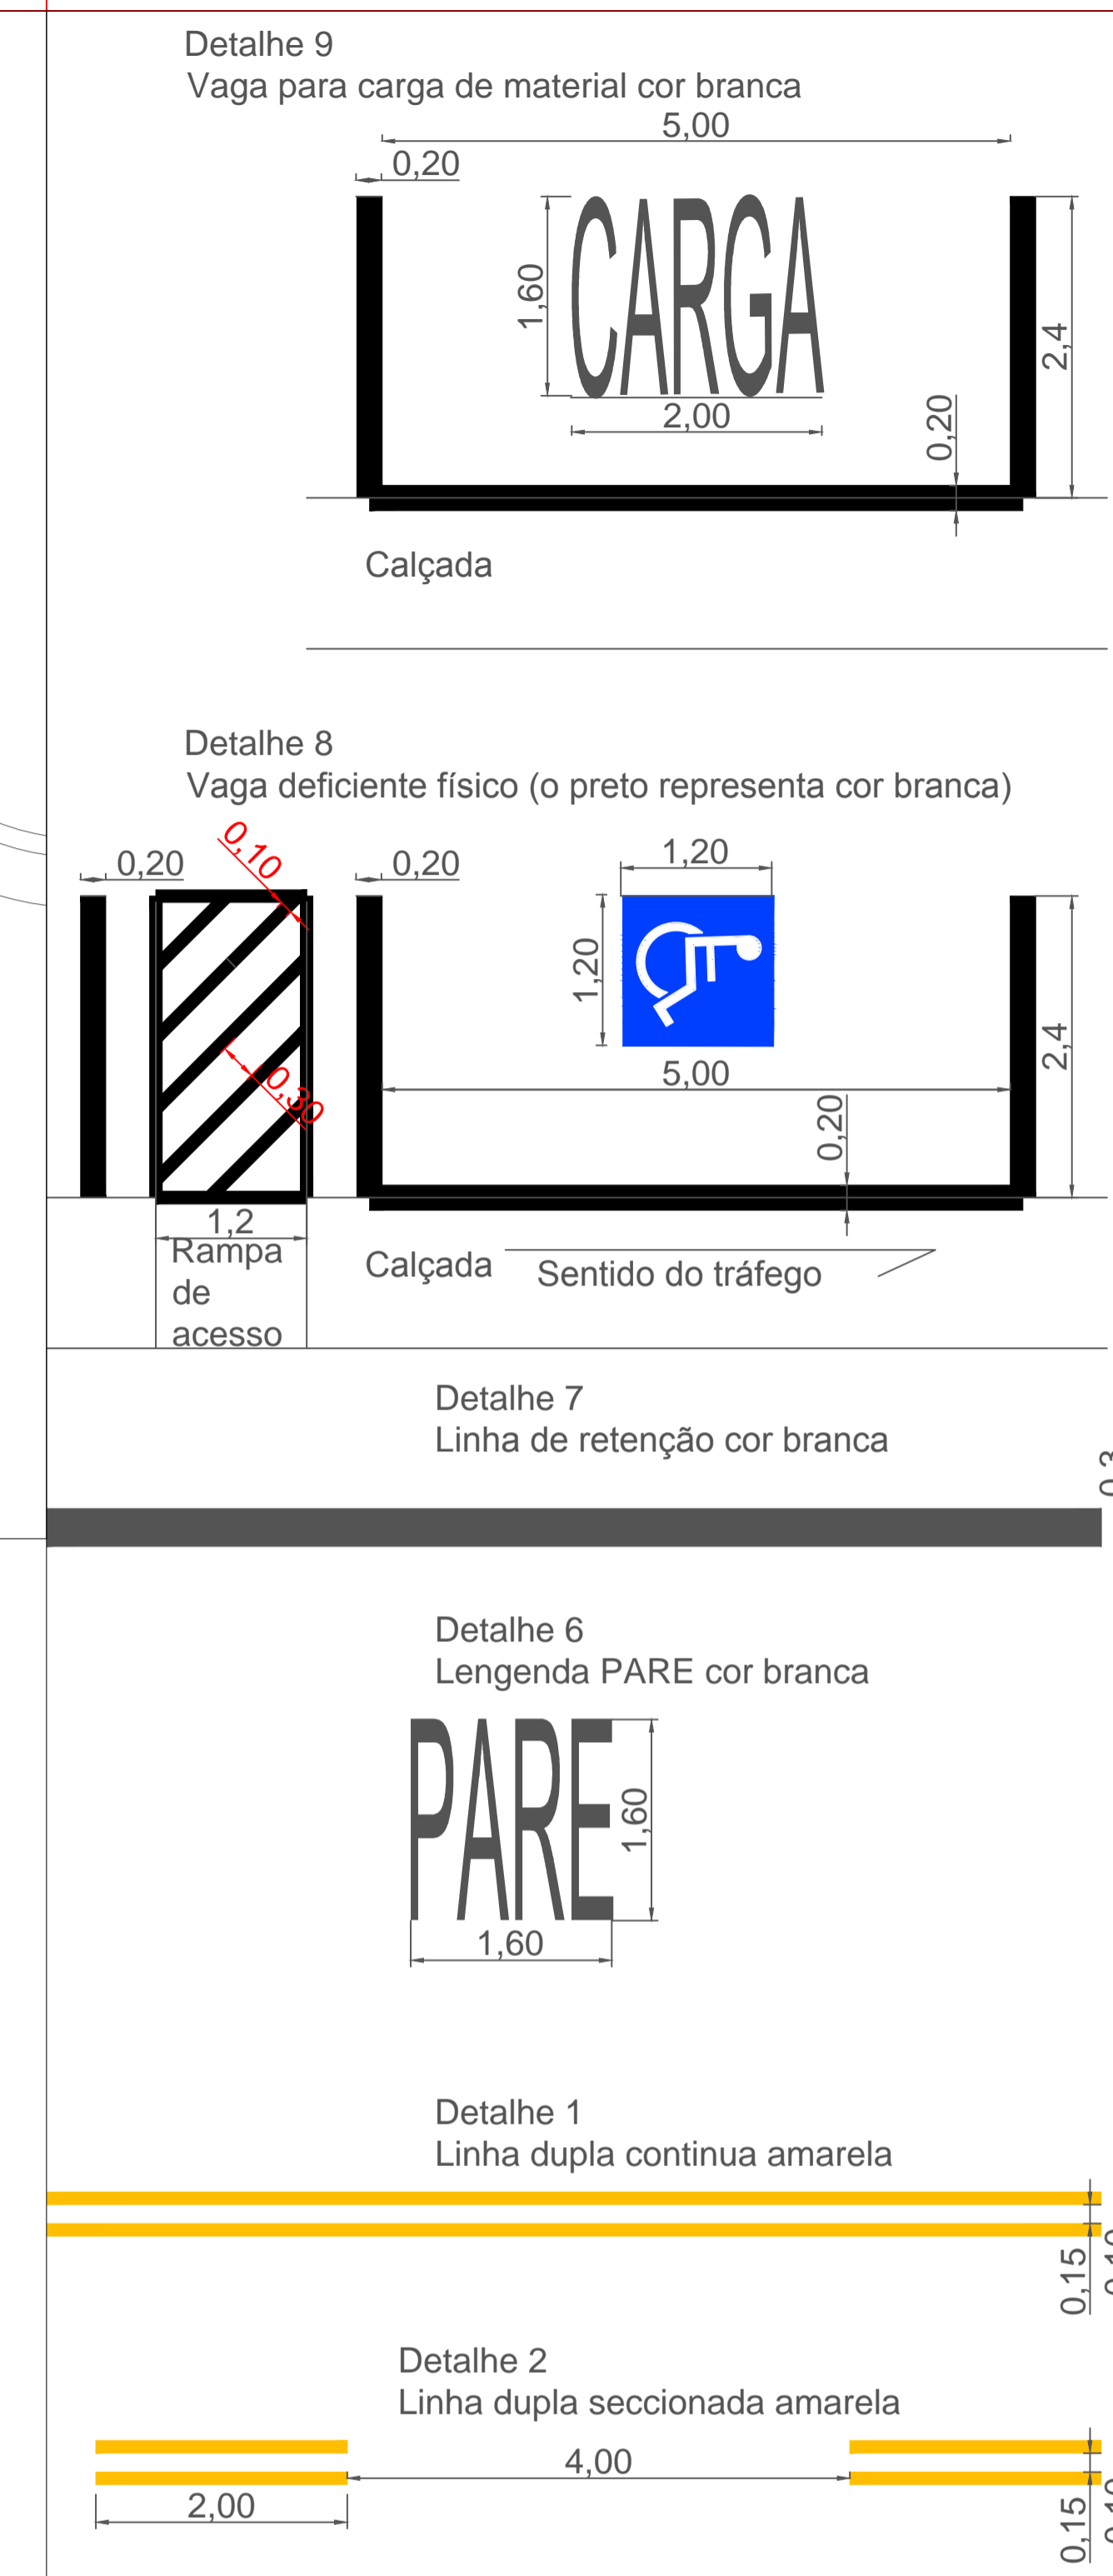 Detalhe 9
Vaga para carga de material cor branca
5,00
0,20
CARGA
1,60
2,00
0,20
2,4
Calçada
Detalhe 8
Vaga deficiente físico (o preto representa cor branca)
0,20
0,10
0,20
1,20
1,20
5,00
0,20
2,4
0,30
1,2
Rampa
de
acesso
Calçada
Sentido do tráfego
Detalhe 7
Linha de retenção cor branca
Detalhe 6
Lengenda PARE cor branca
PARE
1,60
1,60
Detalhe 1
Linha dupla continua amarela
0,15
Detalhe 2
Linha dupla seccionada amarela
4,00
2,00
0,15